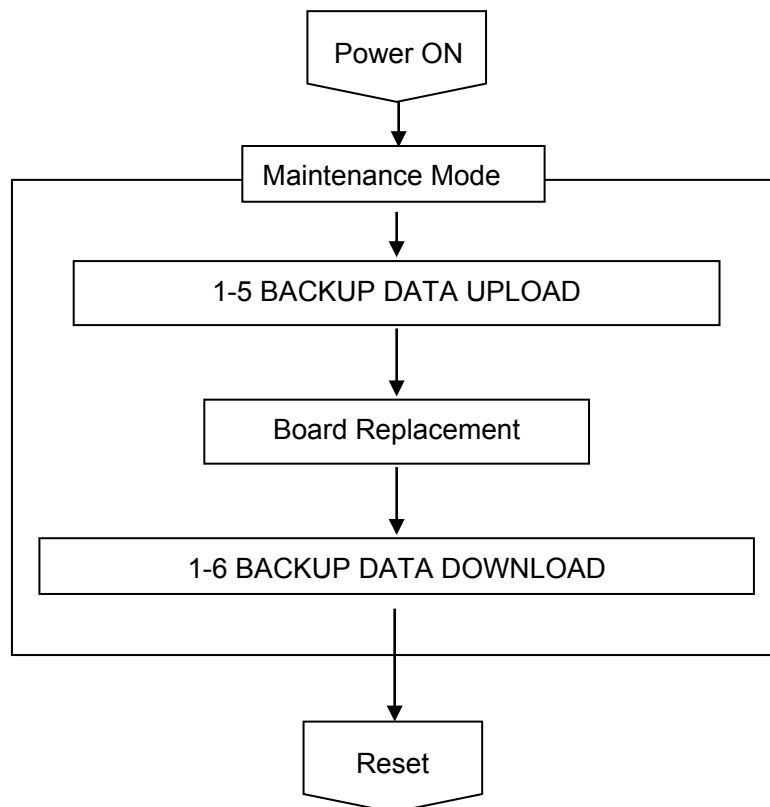 Power ON
Maintenance Mode
1-5 BACKUP DATA UPLOAD
Board Replacement
1-6 BACKUP DATA DOWNLOAD
Reset